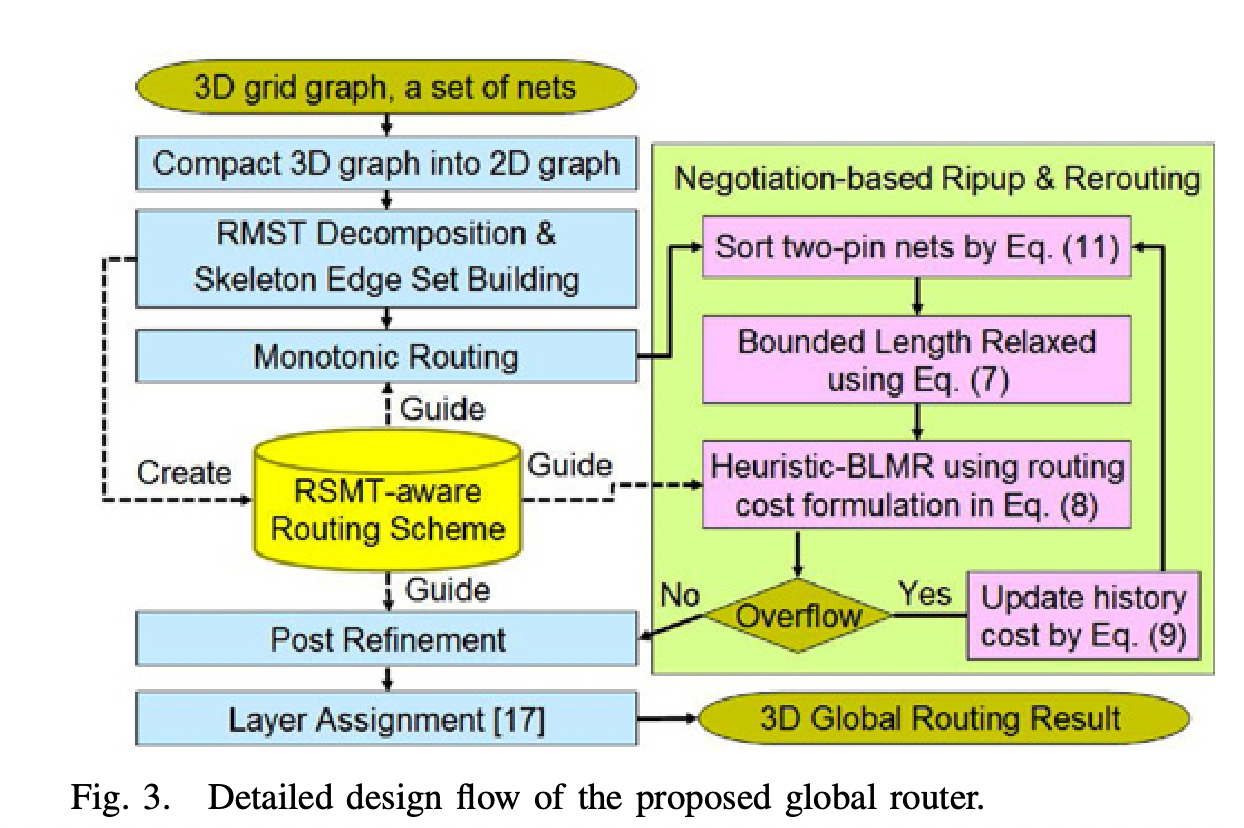 3D grid graph, a set of nets
Compact 3D graph into 2D graph
RMST Decomposition &
Skeleton Edge Set Building
Monotonic Routing
Guide
Create
RSMT-aware
Routing Scheme
Guide
Guide
Post Refinement
Layer Assignment [17]
Negotiation-based Ripup & Rerouting
Sort two-pin nets by Eq. (11)
Bounded Length Relaxed
using Eq. (7)
Heuristic-BLMR using routing
cost formulation in Eq. (8)
No
Overflow
Yes
Update history
cost by Eq. (9)
3D Global Routing Result
Fig. 3. Detailed design flow of the proposed global router.